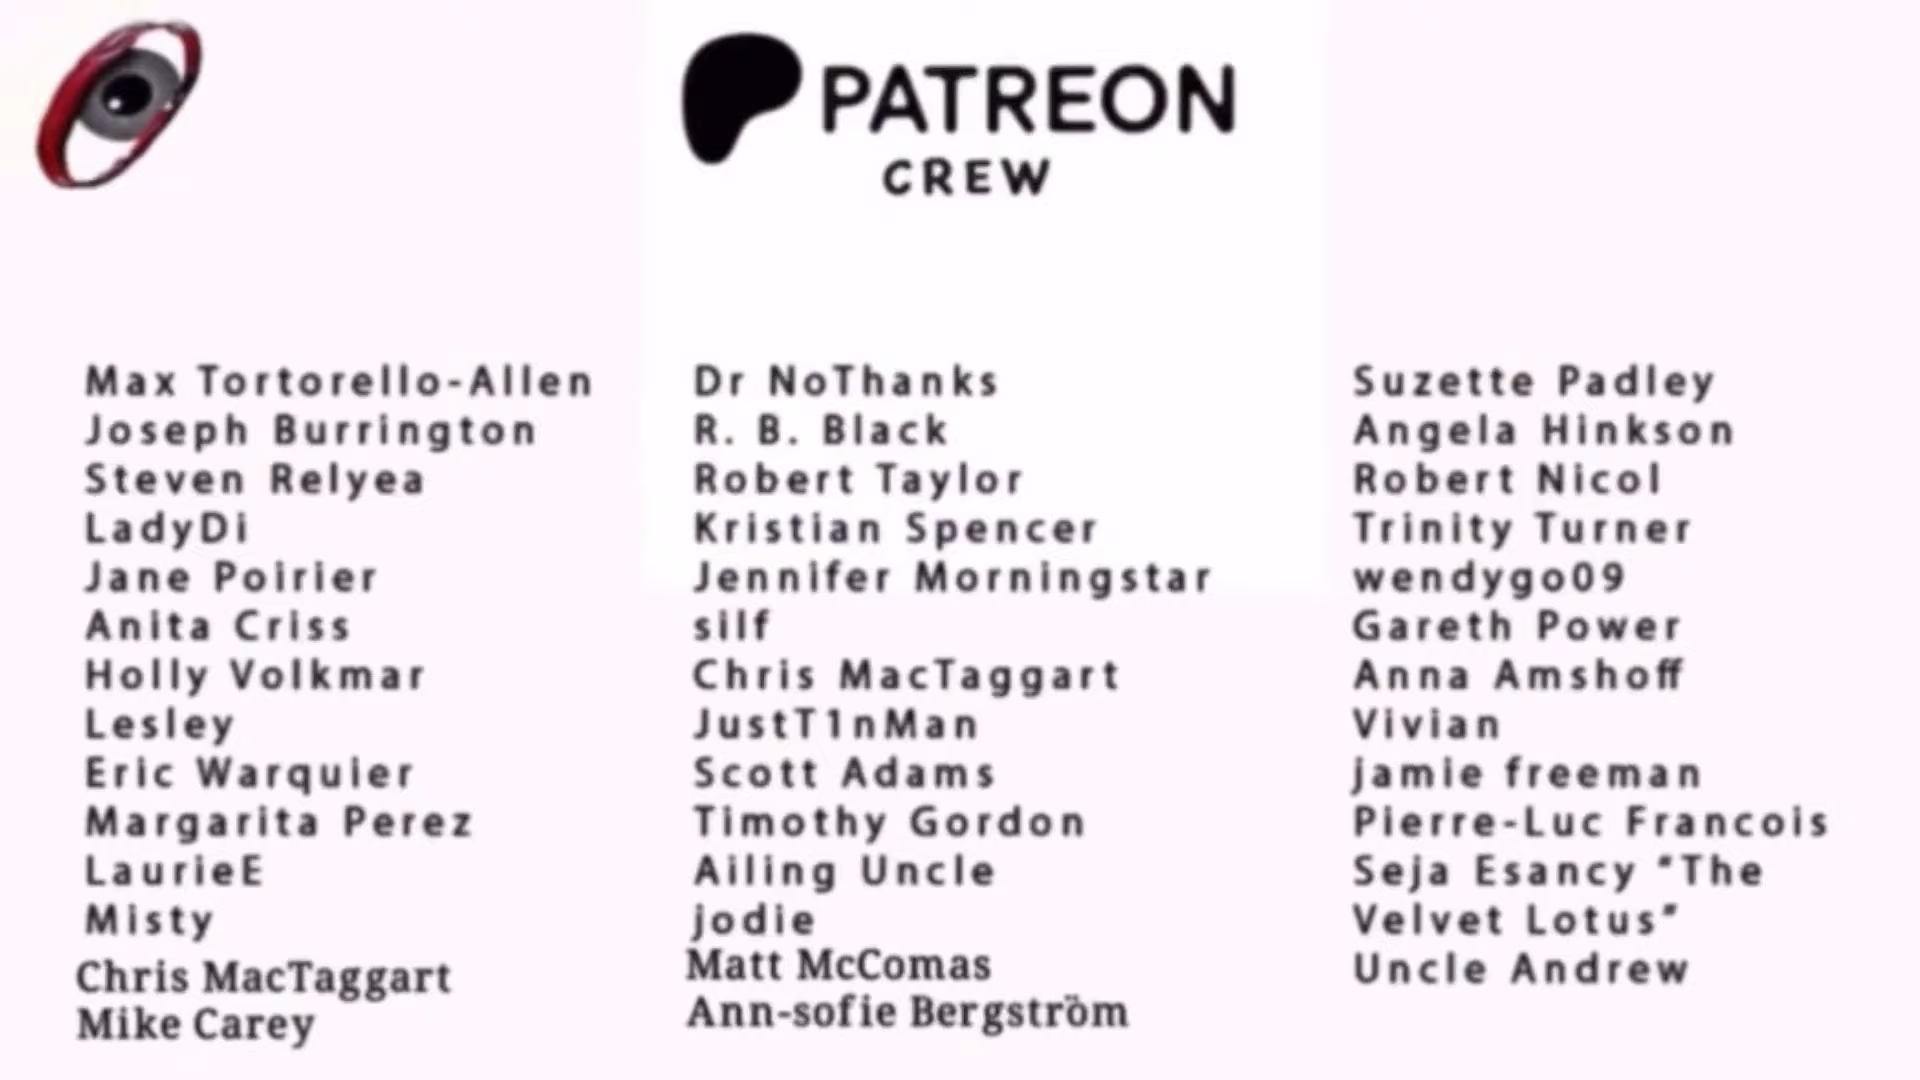 PATREON
CREW
Max Tortorello-Allen
Joseph Burrington
Steven Relyea
LadyDi
Jane Poirier
Anita Criss
Holly Volkmar
Lesley
Eric Warquier
Margarita Perez
LaurieE
Misty
Chris MacTaggart
Mike Carey
Dr NoThanks
R. B. Black
Robert Taylor
Kristian Spencer
Jennifer Morningstar
silf
Chris MacTaggart
JustT1nMan
Scott Adams
Timothy Gordon
Ailing Uncle
jodie
Matt McComas
Ann-sofie Bergström
Suzette Padley
Angela Hinkson
Robert Nicol
Trinity Turner
wendygo09
Gareth Power
Anna Amshoff
Vivian
jamie freeman
Pierre-Luc Francois
Seja Esancy “The
Velvet Lotus”
Uncle Andrew